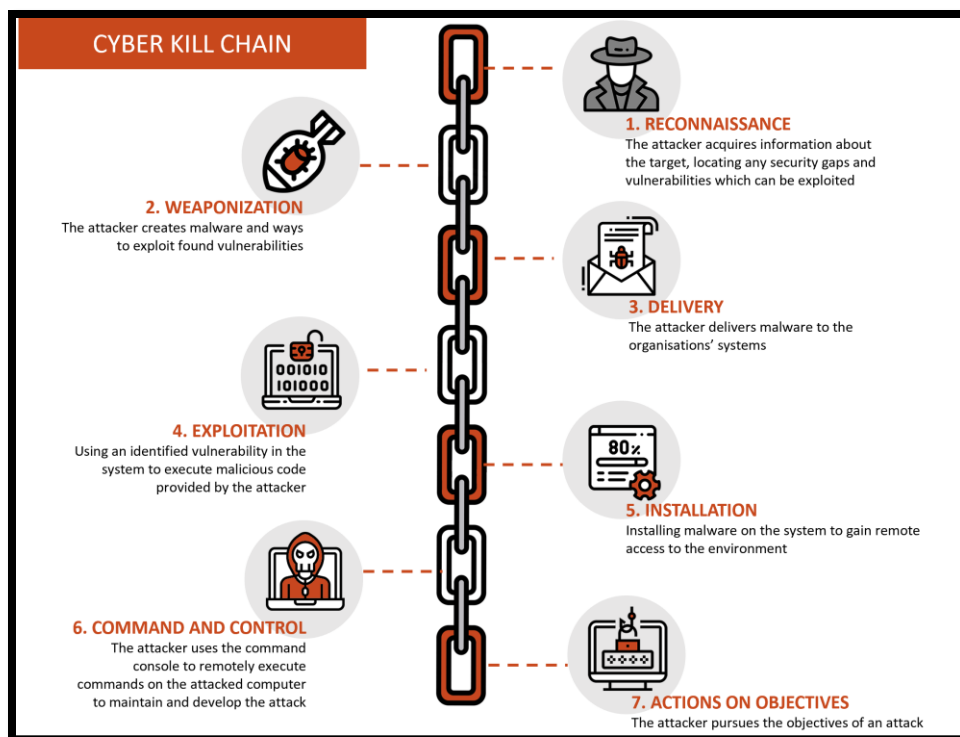 CYBER KILL CHAIN
1. RECONNAISSANCE
The attacker acquires information about
the target, locating any security gaps and
vulnerabilities which can be exploited
2. WEAPONIZATION
The attacker creates malware and ways
to exploit found vulnerabilities
3. DELIVERY
The attacker delivers malware to the
organisations’ systems
001010
101000
4. EXPLOITATION
Using an identified vulnerability in the
system to execute malicious code
provided by the attacker
80%
5. INSTALLATION
Installing malware on the system to gain remote
access to the environment
6. COMMAND AND CONTROL
The attacker uses the command
console to remotely execute
commands on the attacked computer
to maintain and develop the attack
7. ACTIONS ON OBJECTIVES
The attacker pursues the objectives of an attack